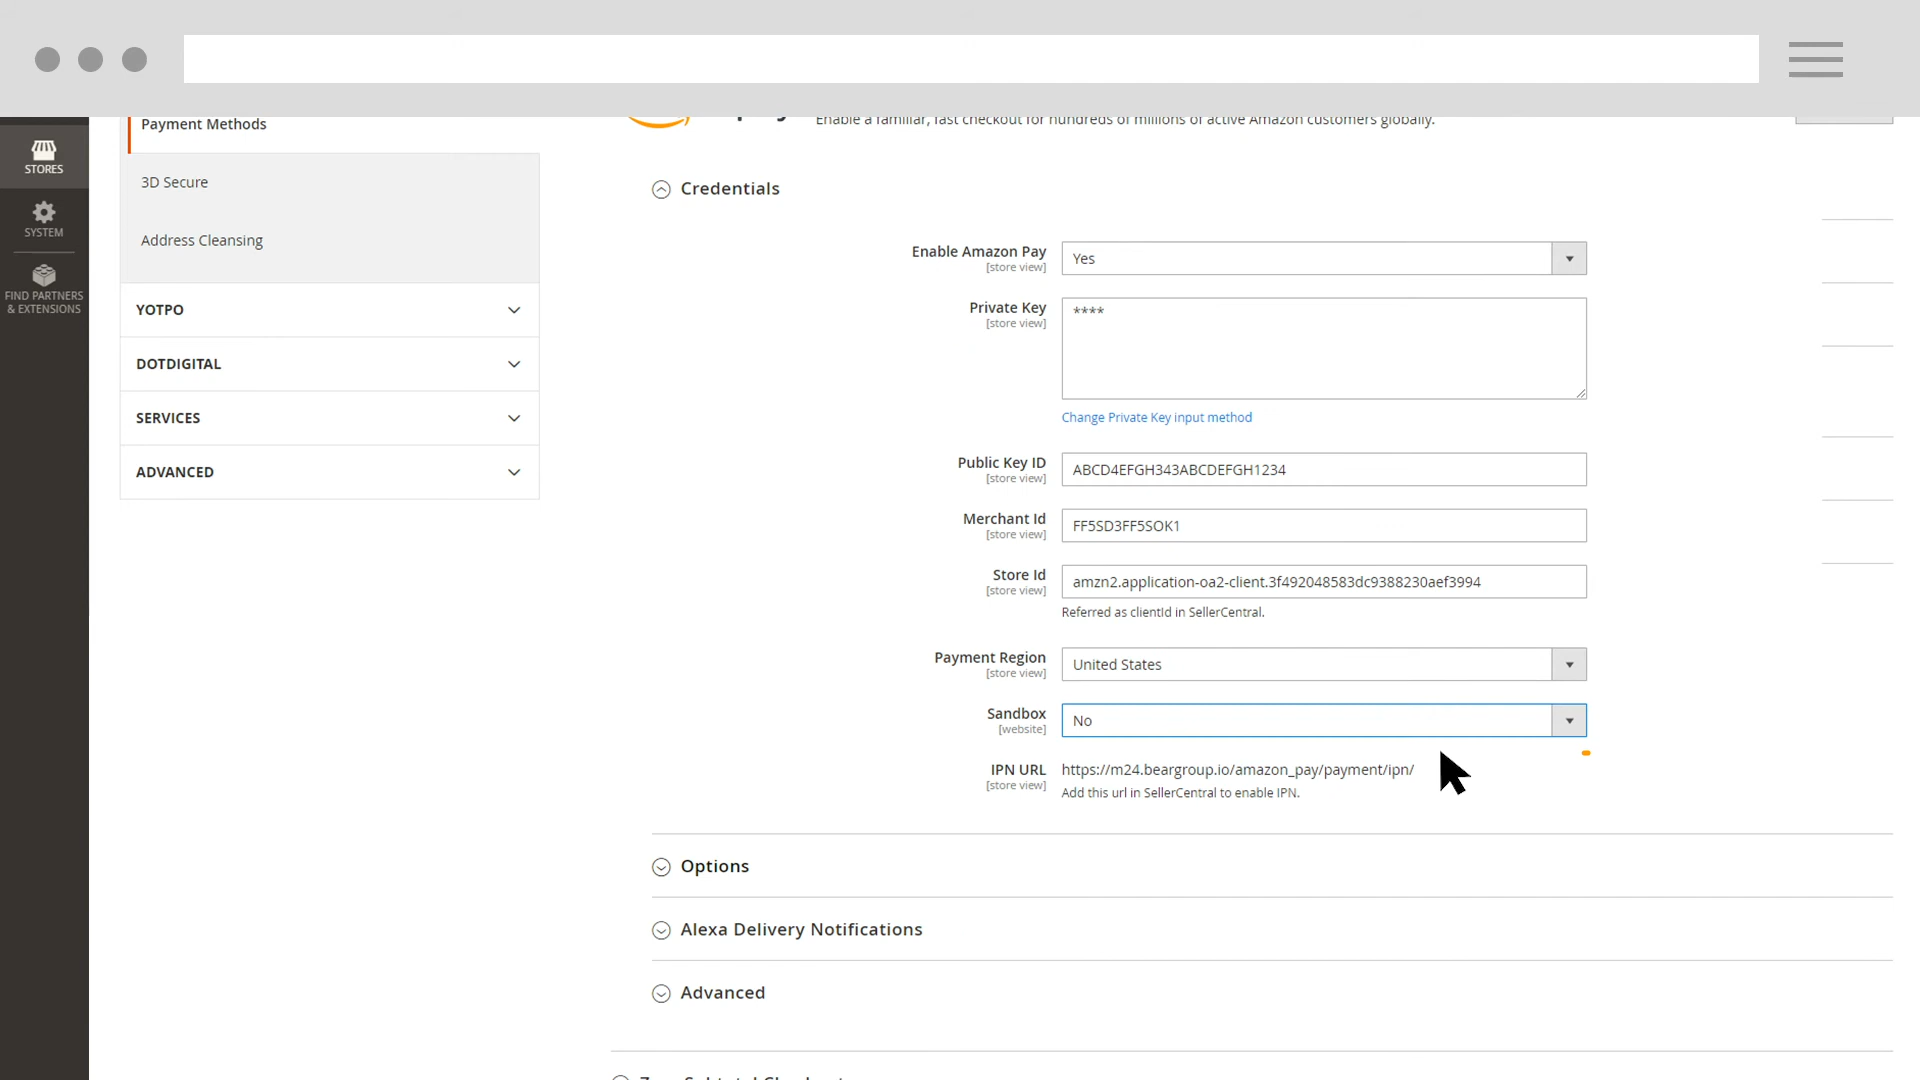 Payment Methods
Enable a familiar, fast checkout for hundreds of millions of active Amazon customers globally.
STORES
3D Secure
Credentials
SYSTEM
Address Cleansing
Enable Amazon Pay
[store view]
Yes
FIND PARTNERS
& EXTENSIONS
YOTPO
Private Key
[store view]
****
DOTDIGITAL
SERVICES
Change Private Key input method
ADVANCED
Public Key ID
[store view]
ABCD4EFGH343ABCDEFGH1234
Merchant Id
[store view]
FF5SD3FF5SOK1
Store Id
[store view]
amzn2.application-oa2-client.3f492048583dc9388230aef3994
Referred as clientId in SellerCentral.
Payment Region
[store view]
United States
Sandbox
[website]
No
IPN URL
[store view]
https://m24.beargroup.io/amazon_pay/payment/ipn/
Add this url in SellerCentral to enable IPN.
Options
Alexa Delivery Notifications
Advanced